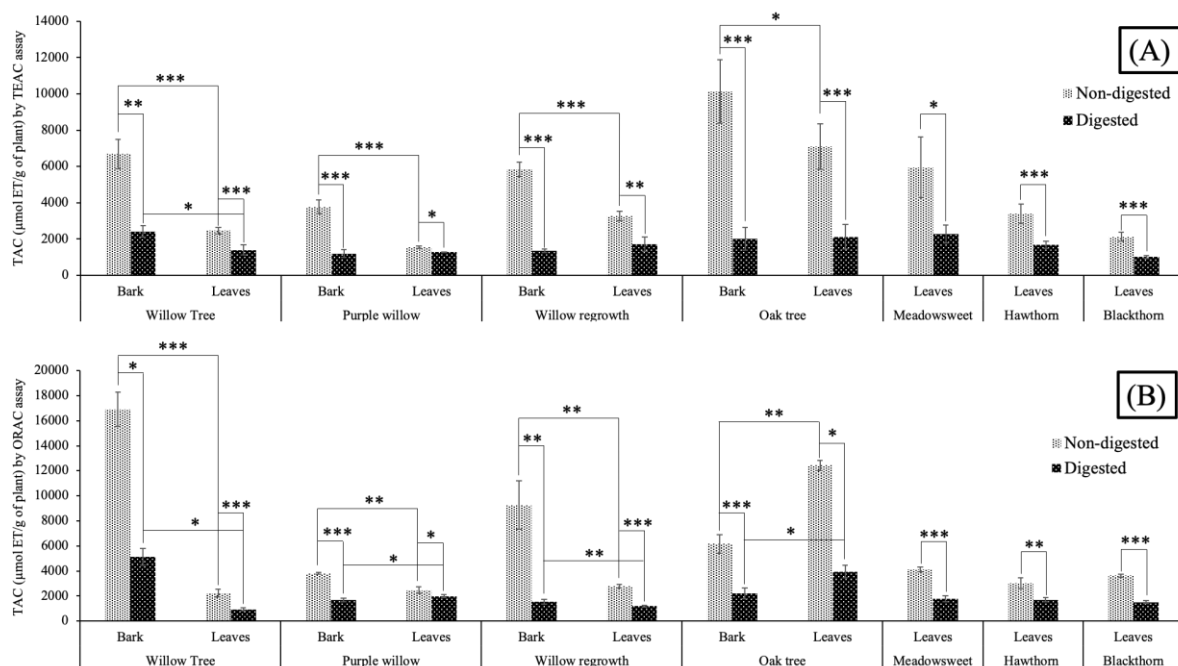 TAC (µmol ET/g of plant) by TEAC assay
14000
12000
10000
8000
6000
4000
2000
0
(A)
Non-digested
Digested
*** ** *** *
*** *** *
*** *** **
* *** ***
*
***
***
Bark Leaves Bark Leaves Bark Leaves Bark Leaves Leaves Leaves Leaves
Willow Tree Purple willow Willow regrowth Oak tree Meadowsweet Hawthorn Blackthorn
TAC (µmol ET/g of plant) by ORAC assay
20000
18000
16000
14000
12000
10000
8000
6000
4000
2000
0
(B)
Non-digested
Digested
*** * *** *
** *** * *
** ** *** **
** * *** *
***
**
***
Bark Leaves Bark Leaves Bark Leaves Bark Leaves Leaves Leaves Leaves
Willow Tree Purple willow Willow regrowth Oak tree Meadowsweet Hawthorn Blackthorn